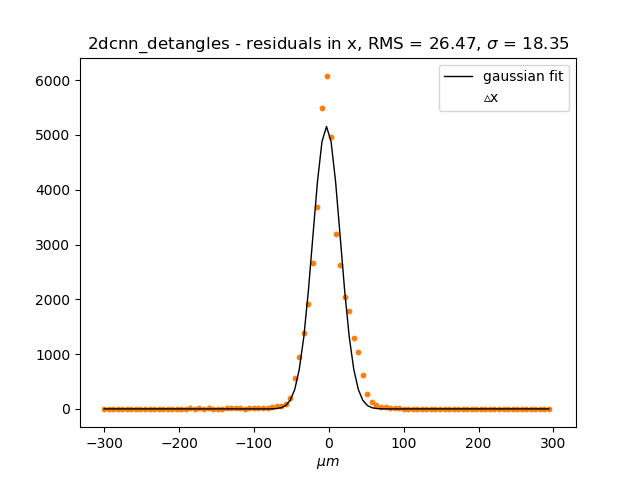 2dcnn_detangles - residuals in x, RMS = 26.47, σ = 18.35
gaussian fit
△x
6000
5000
4000
3000
2000
1000
0
−300 −200 −100 0 100 200 300
μm